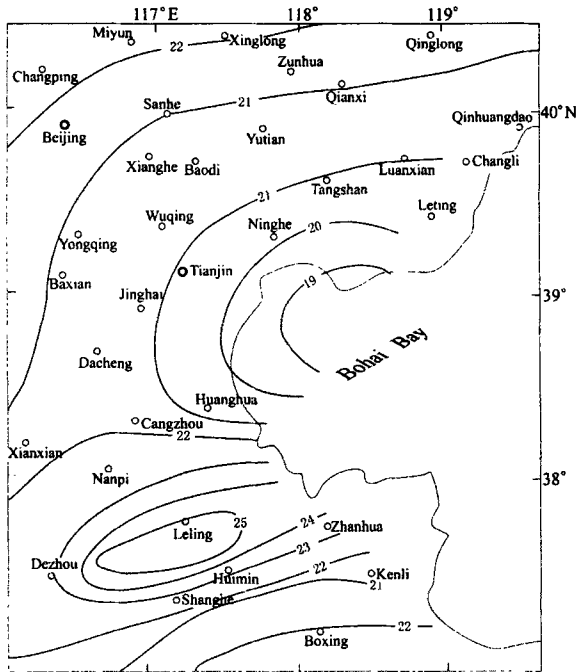 117°E
118°
119°
Miyun
22
Xinglong
Qinglong
Zunhua
Changping
Qianxi
21
Sanhe
40°N
Qinhuangdao
Beijing
Yutian
Xianghe
Baodi
Luanxian
Changli
Tangshan
21
Leting
Wuqing
20
Ninghe
Yongqing
Tianjin
Baxian
39°
19
Jinghai
Bohai Bay
Dacheng
Huanghua
Cangzhou
22
Xianxian
Nanpi
38°
25
24
Leling
Zhanhua
23
Dezhou
22
Huimin
Kenli
21
Shanghe
22
Boxing